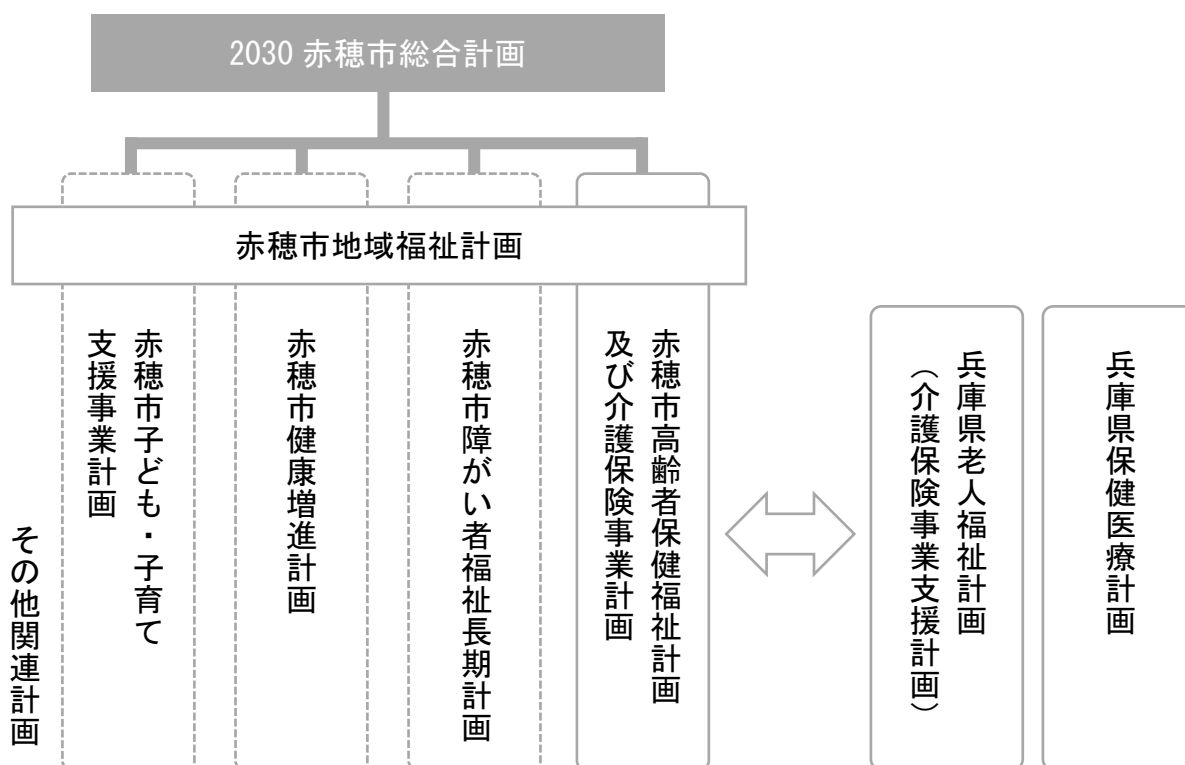 2030 赤穂市総合計画
赤穂市地域福祉計画
赤穂市子ども・子育て
支援事業計画
赤穂市健康増進計画
赤穂市障がい者福祉長期計画
赤穂市高齢者保健福祉計画
及び介護保険事業計画
兵庫県老人福祉計画
（介護保険事業支援計画）
兵庫県保健医療計画
その他関連計画